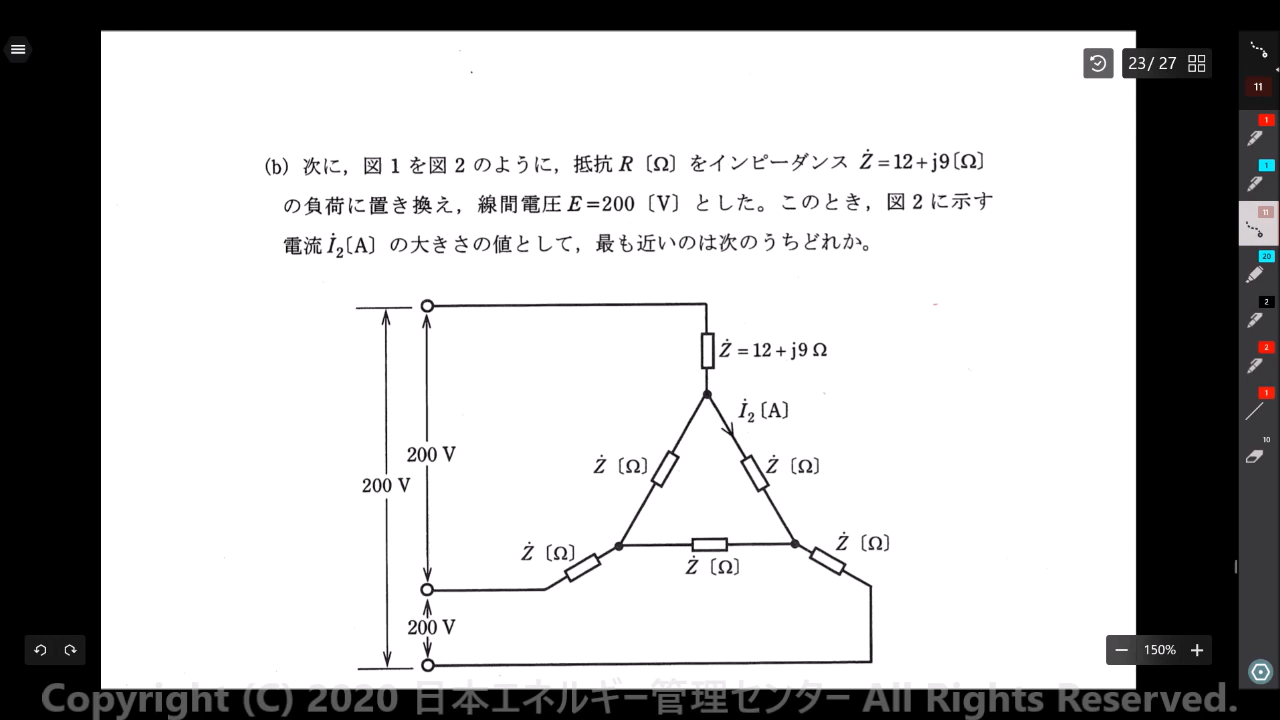 23/ 27
11
1
1
11
20
2
2
1
10
(b) 次に，図1を図2のように，抵抗 R〔Ω〕をインピーダンス Ż=12+j9〔Ω〕
の負荷に置き換え，線間電圧 E=200〔V〕とした。このとき，図2に示す
電流 İ₂〔A〕の大きさの値として，最も近いのは次のうちどれか。
Ż = 12 + j9 Ω
İ₂〔A〕
200 V
200 V
Ż〔Ω〕
Ż〔Ω〕
Ż〔Ω〕
Ż〔Ω〕
Ż〔Ω〕
200 V
150%
Copyright (C) 2020 日本エネルギー管理センター All Rights Reserved.